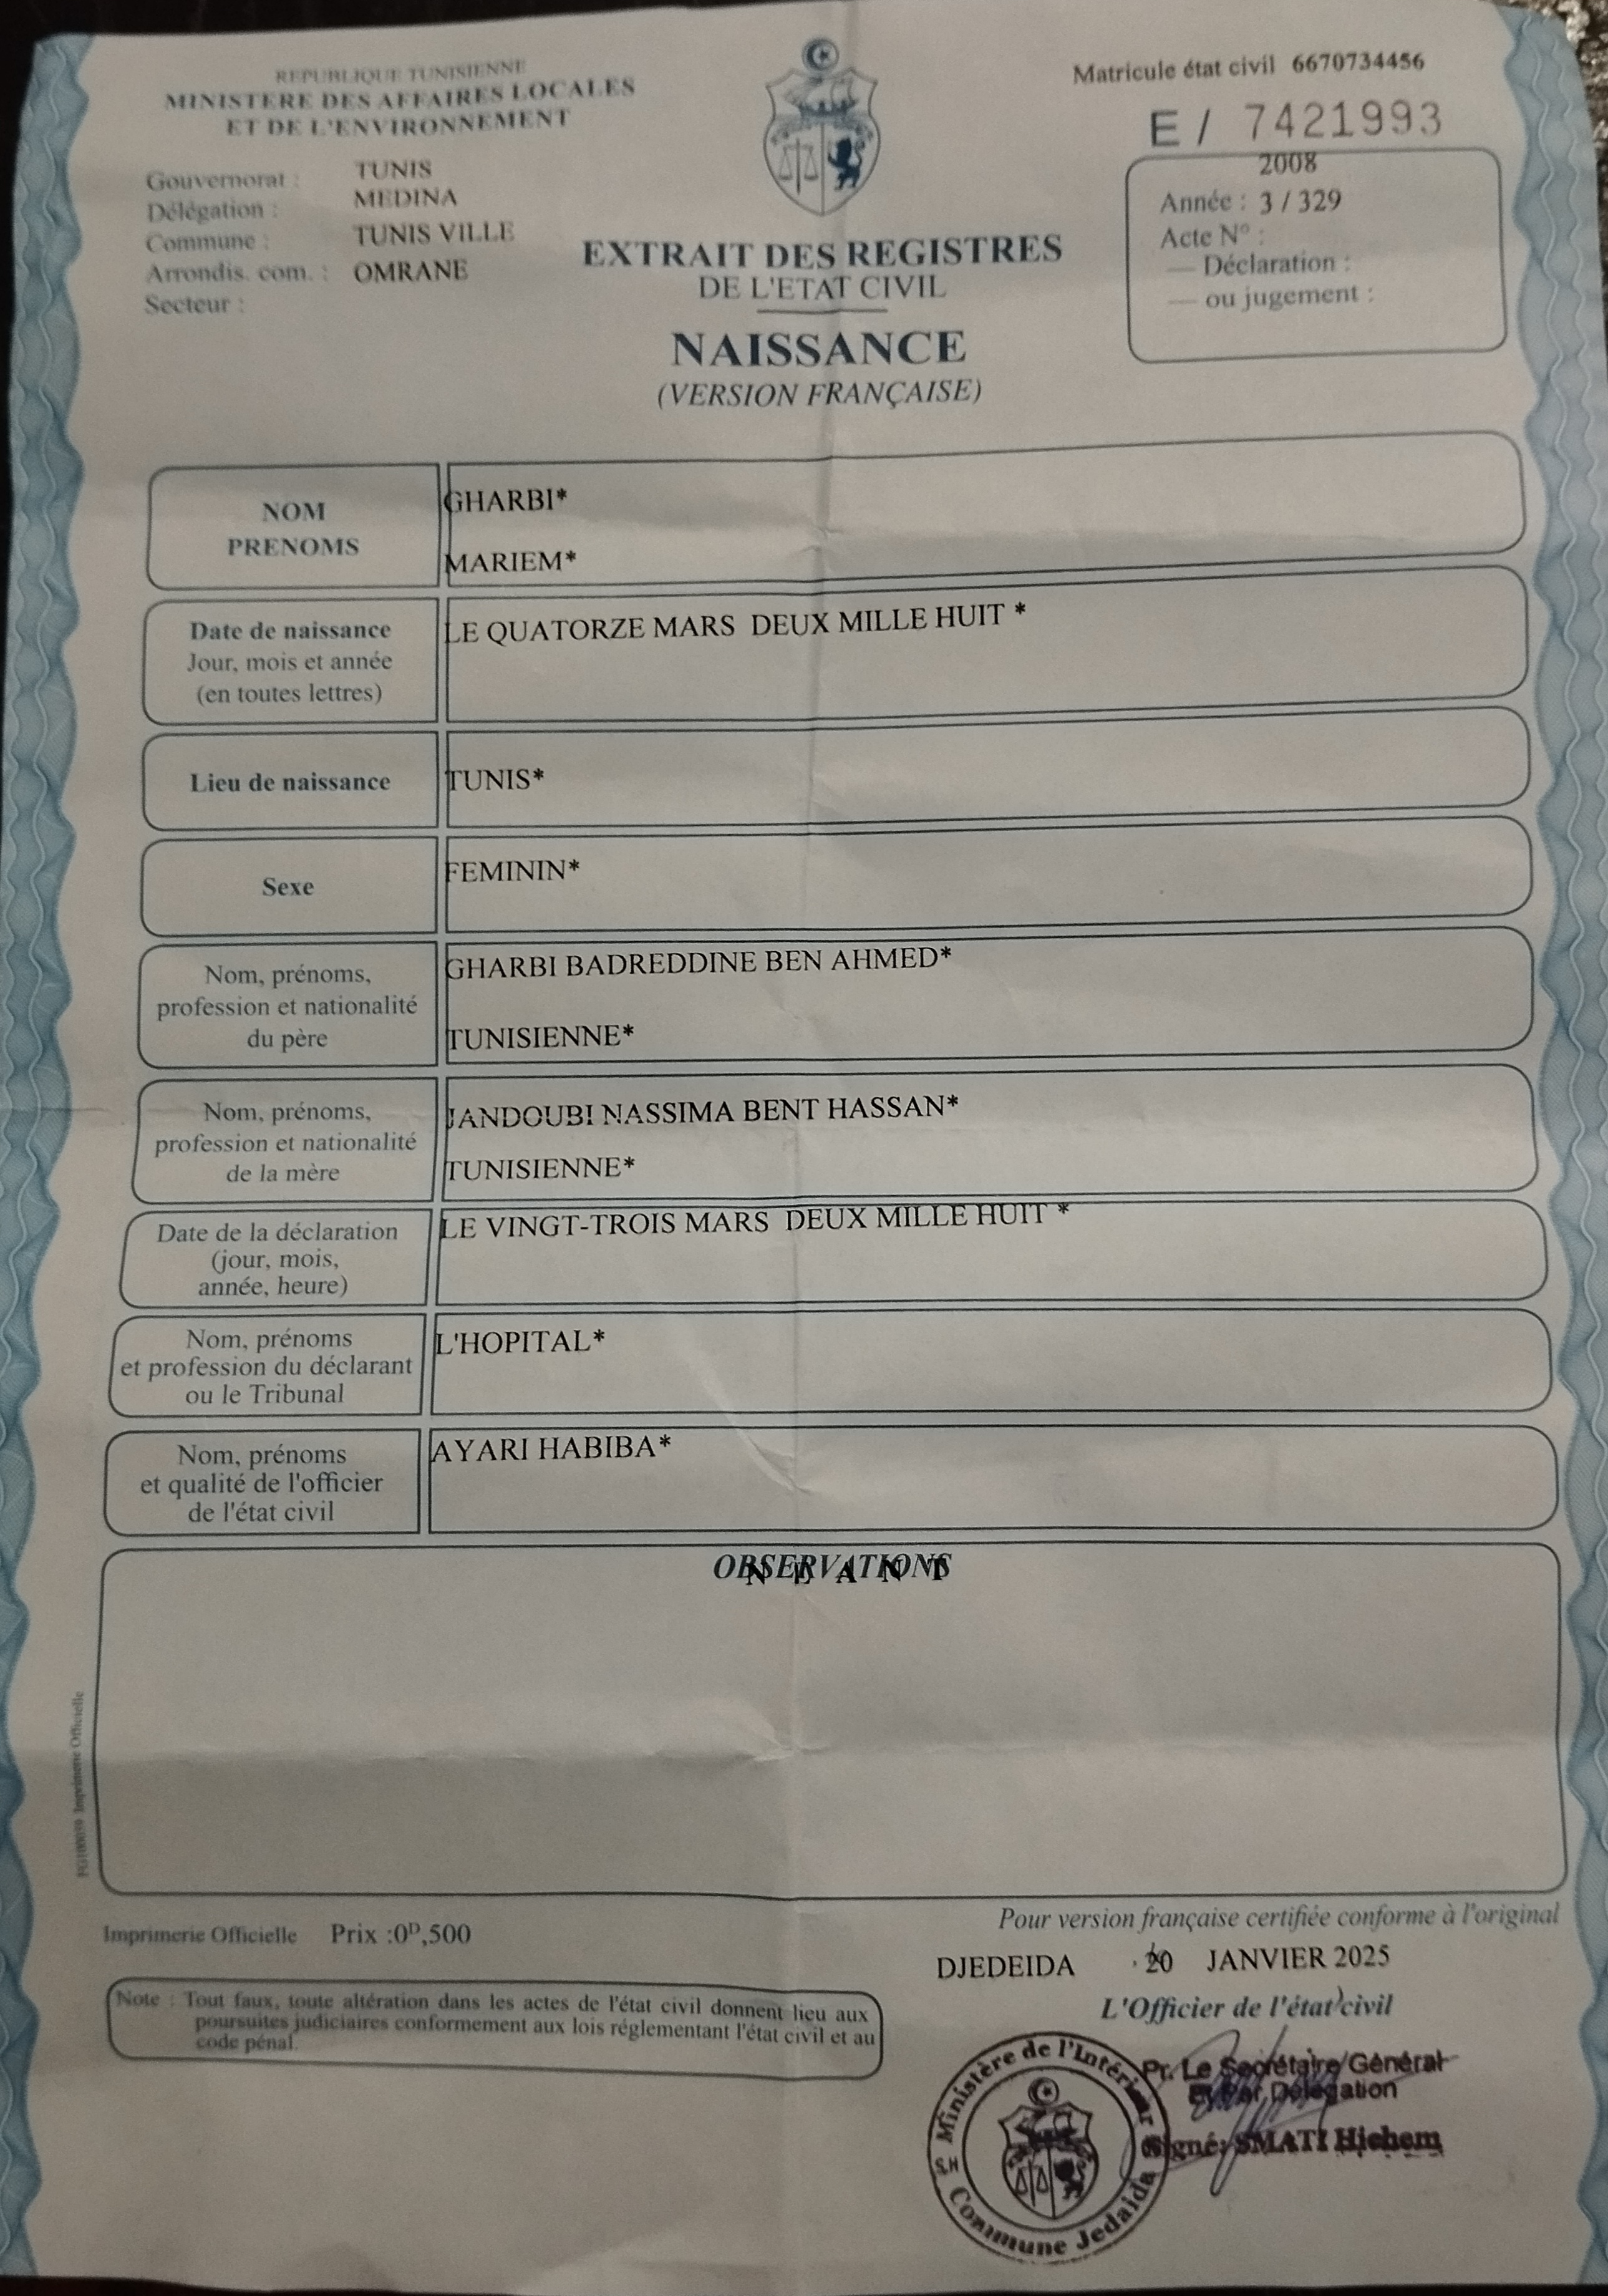 REPUBLIQUE TUNISIENNE
MINISTERE DES AFFAIRES LOCALES
ET DE L'ENVIRONNEMENT
Gouvernorat : TUNIS
Délégation : MEDINA
Commune : TUNIS VILLE
Arrondis. com. : OMRANE
Secteur :
Matricule état civil 6670734456
E / 7421993
2008
Année : 3 / 329
Acte N° :
— Déclaration :
— ou jugement :
EXTRAIT DES REGISTRES
DE L'ETAT CIVIL
NAISSANCE
(VERSION FRANÇAISE)
NOM GHARBI*
PRENOMS MARIEM*
Date de naissance LE QUATORZE MARS DEUX MILLE HUIT *
Jour, mois et année
(en toutes lettres)
Lieu de naissance TUNIS*
Sexe FEMININ*
Nom, prénoms, GHARBI BADREDDINE BEN AHMED*
profession et nationalité
du père TUNISIENNE*
Nom, prénoms, JANDOUBI NASSIMA BENT HASSAN*
profession et nationalité
de la mère TUNISIENNE*
Date de la déclaration LE VINGT-TROIS MARS DEUX MILLE HUIT *
(jour, mois,
année, heure)
Nom, prénoms L'HOPITAL*
et profession du déclarant
ou le Tribunal
Nom, prénoms AYARI HABIBA*
et qualité de l'officier
de l'état civil
OBSERVATIONS
N E A N T
Imprimerie Officielle
Imprimerie Officielle Prix :0ᴰ,500
Note : Tout faux, toute altération dans les actes de l'état civil donnent lieu aux
poursuites judiciaires conformement aux lois réglementant l'état civil et au
code pénal.
Pour version française certifiée conforme à l'original
DJEDEIDA 20 JANVIER 2025
L'Officier de l'état civil
Pr. Le Secrétaire Général
Et Par Délégation
Signé: SMATI Hichem
Ministère de l'Intérieur
S.H
Commune Jedaida